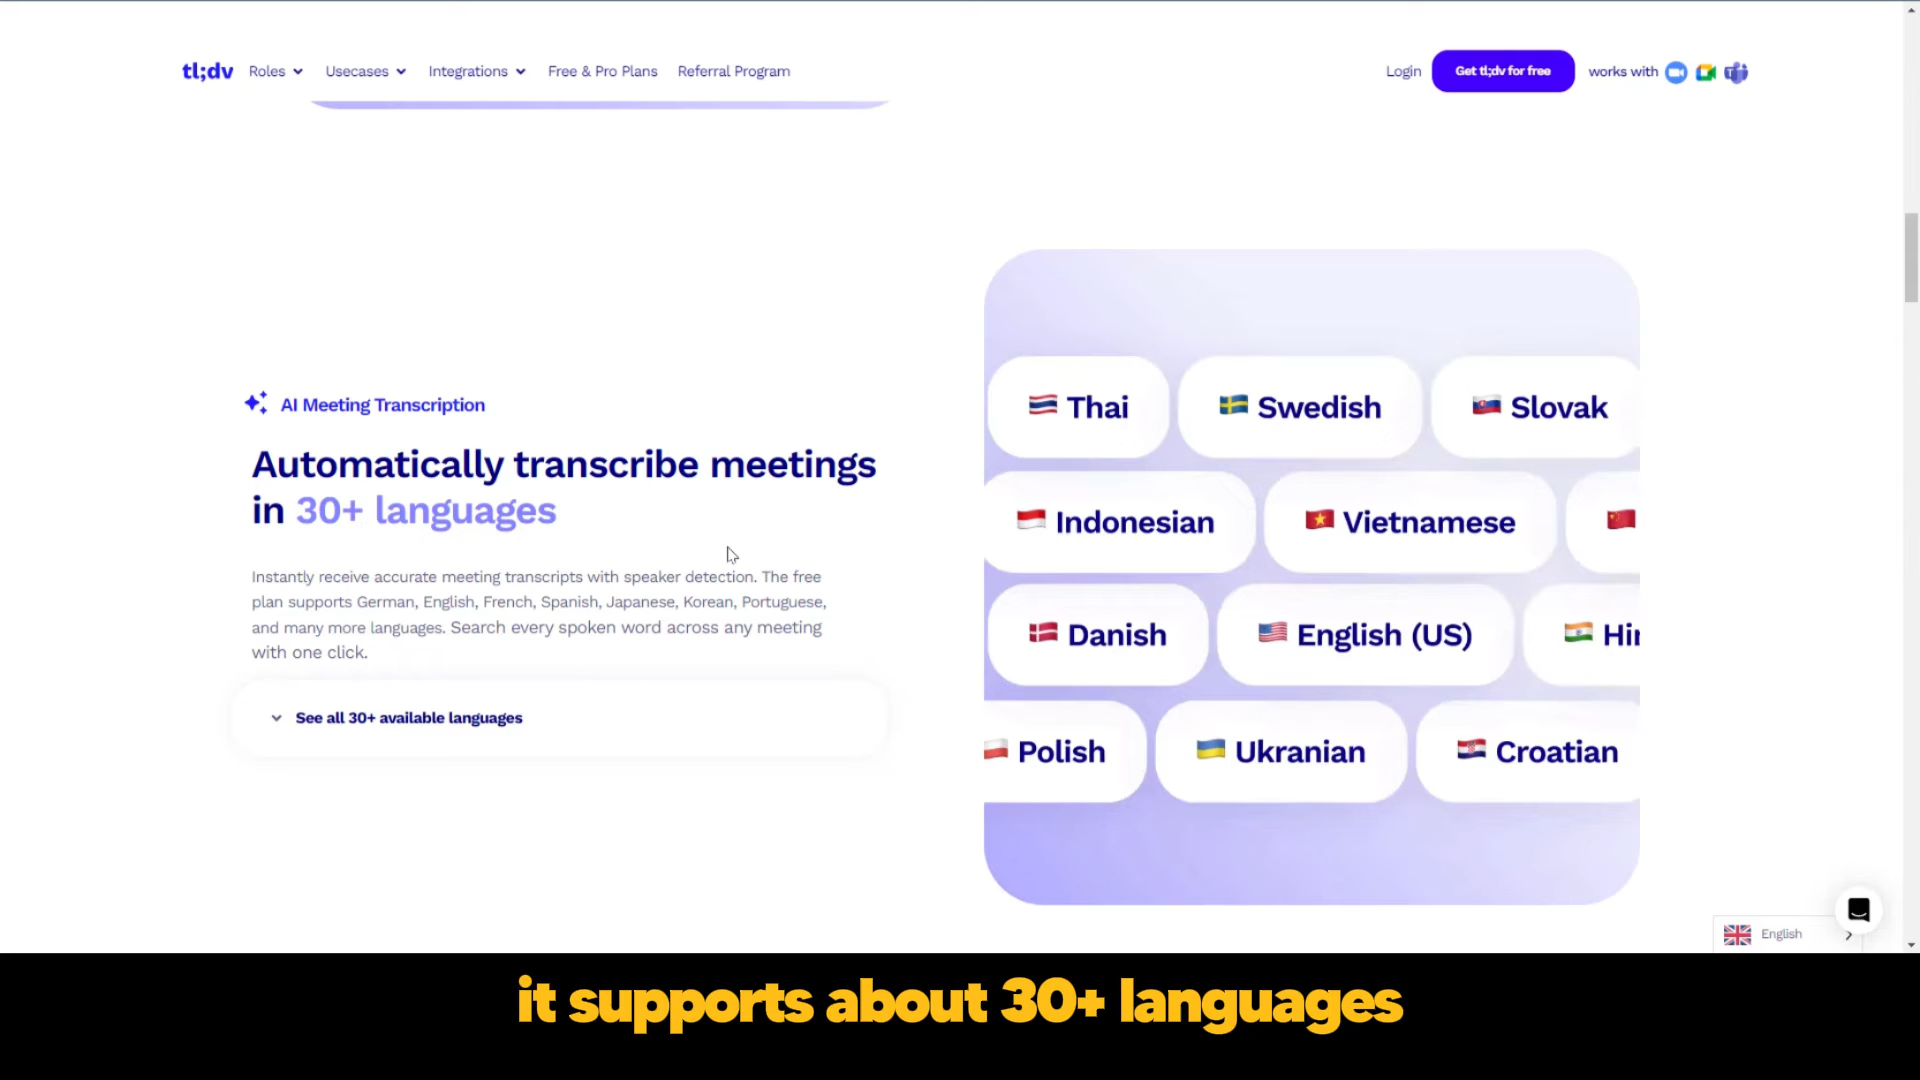 tl;dv Roles Usecases Integrations Free & Pro Plans Referral Program Login Get tl;dv for free works with
AI Meeting Transcription
Automatically transcribe meetings
in 30+ languages
Instantly receive accurate meeting transcripts with speaker detection. The free
plan supports German, English, French, Spanish, Japanese, Korean, Portuguese,
and many more languages. Search every spoken word across any meeting
with one click.
See all 30+ available languages
Thai Swedish Slovak
Indonesian Vietnamese
Danish English (US)
Polish Ukranian Croatian
English
it supports about 30+ languages